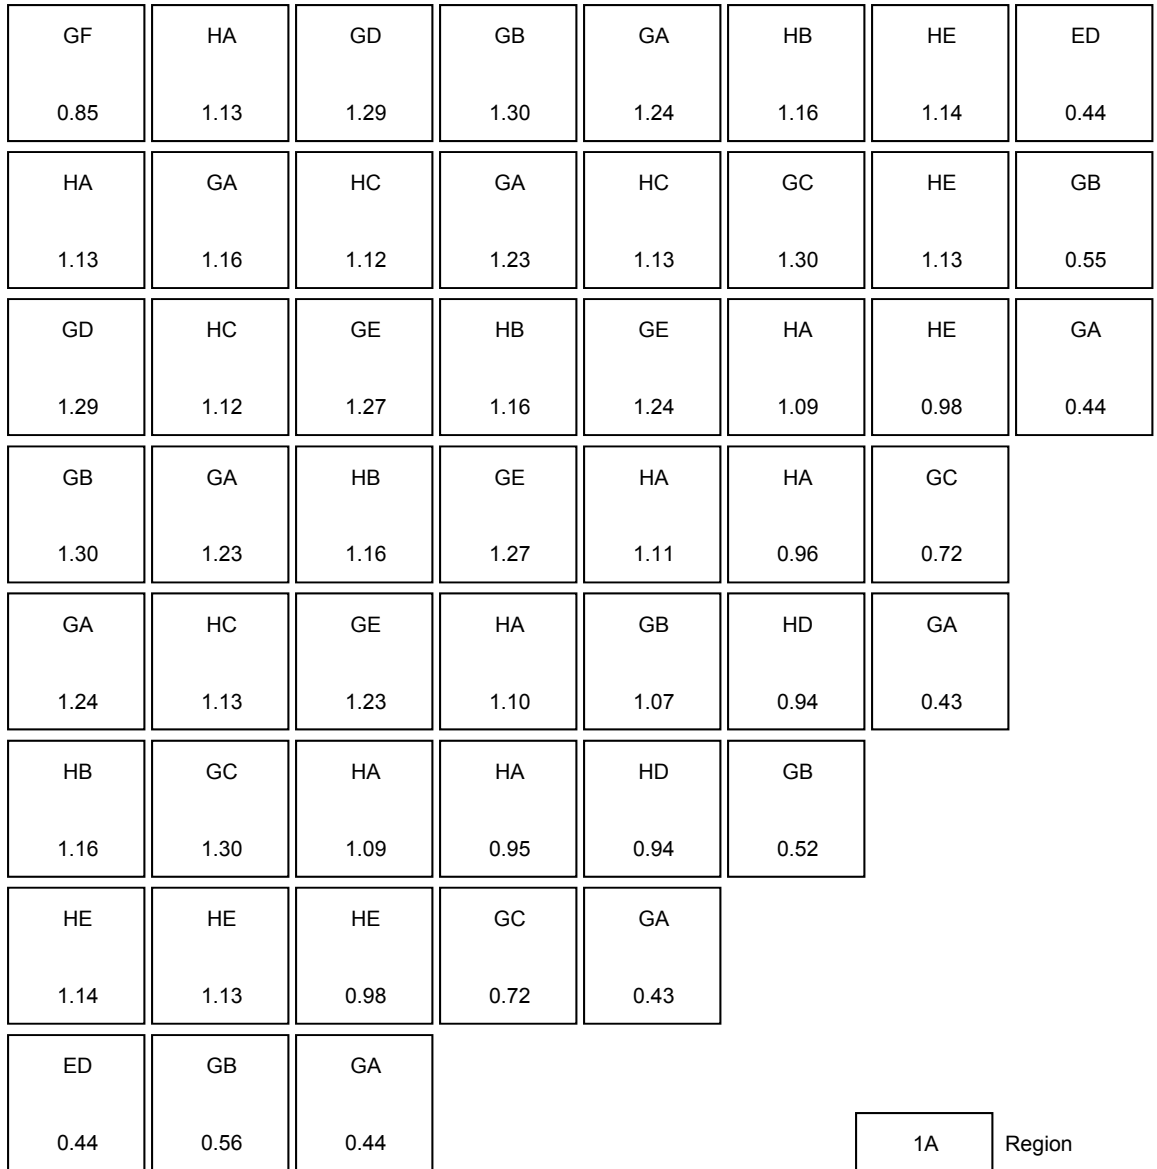 GF HA GD GB GA HB HE ED
0.85 1.13 1.29 1.30 1.24 1.16 1.14 0.44
HA GA HC GA HC GC HE GB
1.13 1.16 1.12 1.23 1.13 1.30 1.13 0.55
GD HC GE HB GE HA HE GA
1.29 1.12 1.27 1.16 1.24 1.09 0.98 0.44
GB GA HB GE HA HA GC
1.30 1.23 1.16 1.27 1.11 0.96 0.72
GA HC GE HA GB HD GA
1.24 1.13 1.23 1.10 1.07 0.94 0.43
HB GC HA HA HD GB
1.16 1.30 1.09 0.95 0.94 0.52
HE HE HE GC GA
1.14 1.13 0.98 0.72 0.43
ED GB GA
0.44 0.56 0.44 1A Region